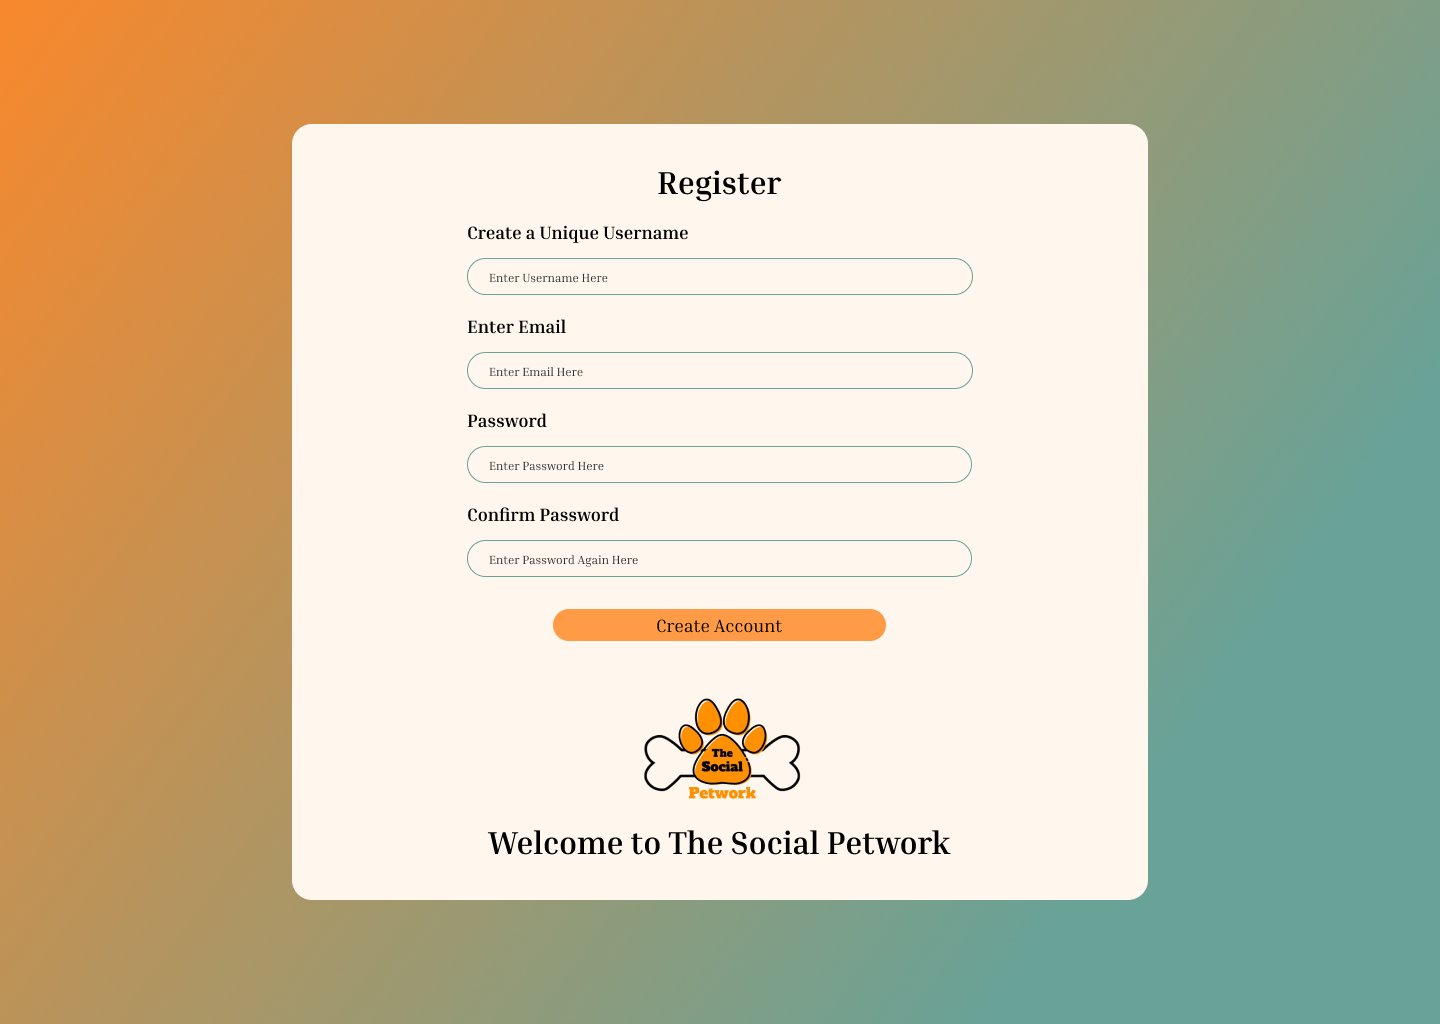 Register
Create a Unique Username
Enter Username Here
Enter Email
Enter Email Here
Password
Enter Password Here
Confirm Password
Enter Password Again Here
Create Account
The
Social
Petwork
Welcome to The Social Petwork